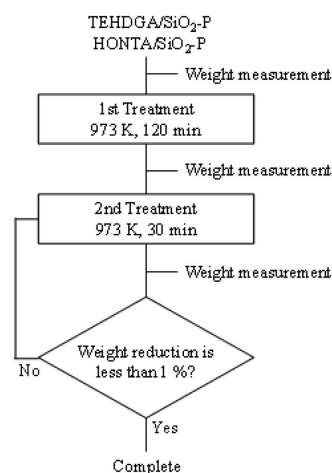 TEHDGA/SiO₂-P
HONTA/SiO₂-P
Weight measurement
1st Treatment
973 K, 120 min
Weight measurement
2nd Treatment
973 K, 30 min
Weight measurement
Weight reduction is
less than 1 %?
No
Yes
Complete